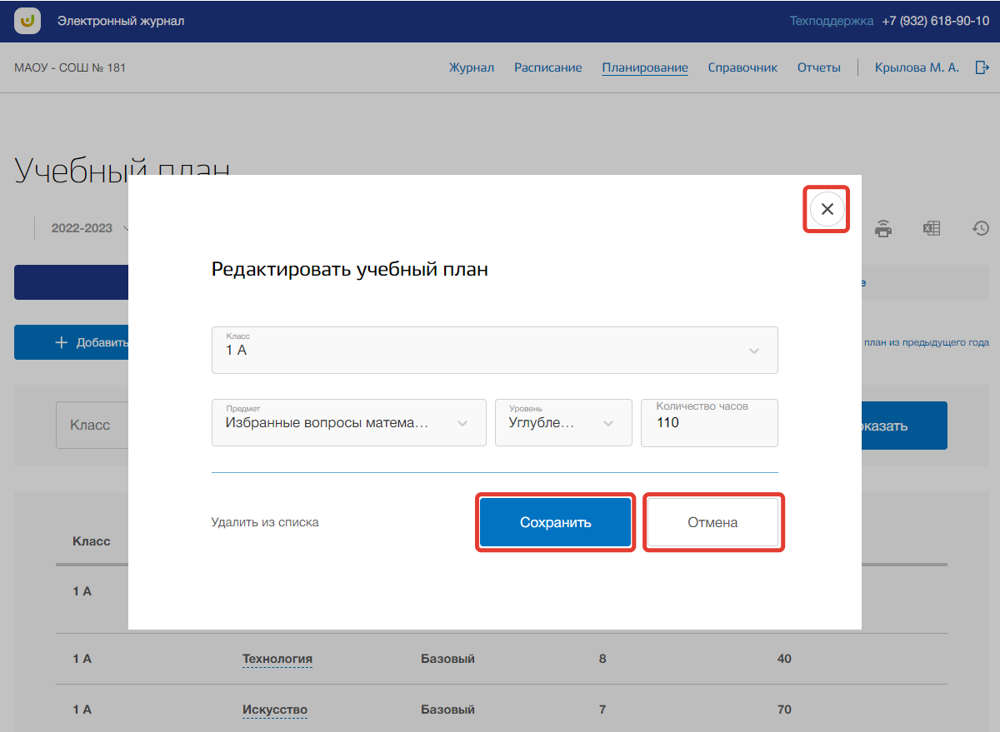 Электронный журнал
Техподдержка +7 (932) 618-90-10
МАОУ - СОШ № 181
Журнал Расписание Планирование Справочник Отчеты Крылова М. А.
Учебный план
2022-2023
Редактировать учебный план
Класс
1 А
Добавить
план из предыдущего года
Предмет
Избранные вопросы матема...
Уровень
Углубле...
Количество часов
110
Класс
Удалить из списка
Сохранить
Отмена
Класс
1 А
1 А Технология Базовый 8 40
1 А Искусство Базовый 7 70